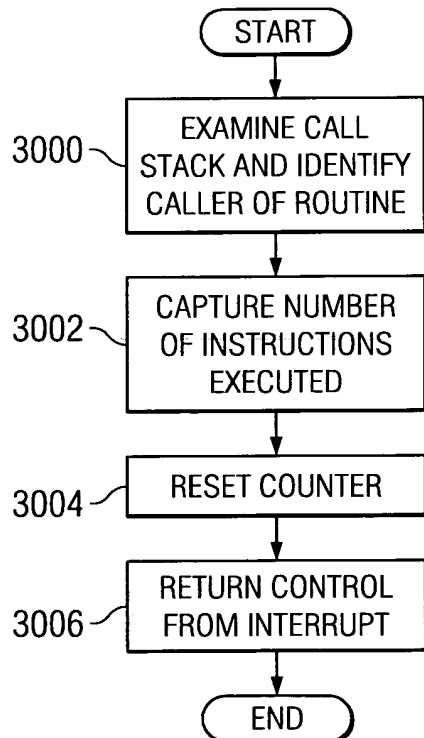 START
3000
EXAMINE CALL
STACK AND IDENTIFY
CALLER OF ROUTINE
3002
CAPTURE NUMBER
OF INSTRUCTIONS
EXECUTED
3004
RESET COUNTER
3006
RETURN CONTROL
FROM INTERRUPT
END